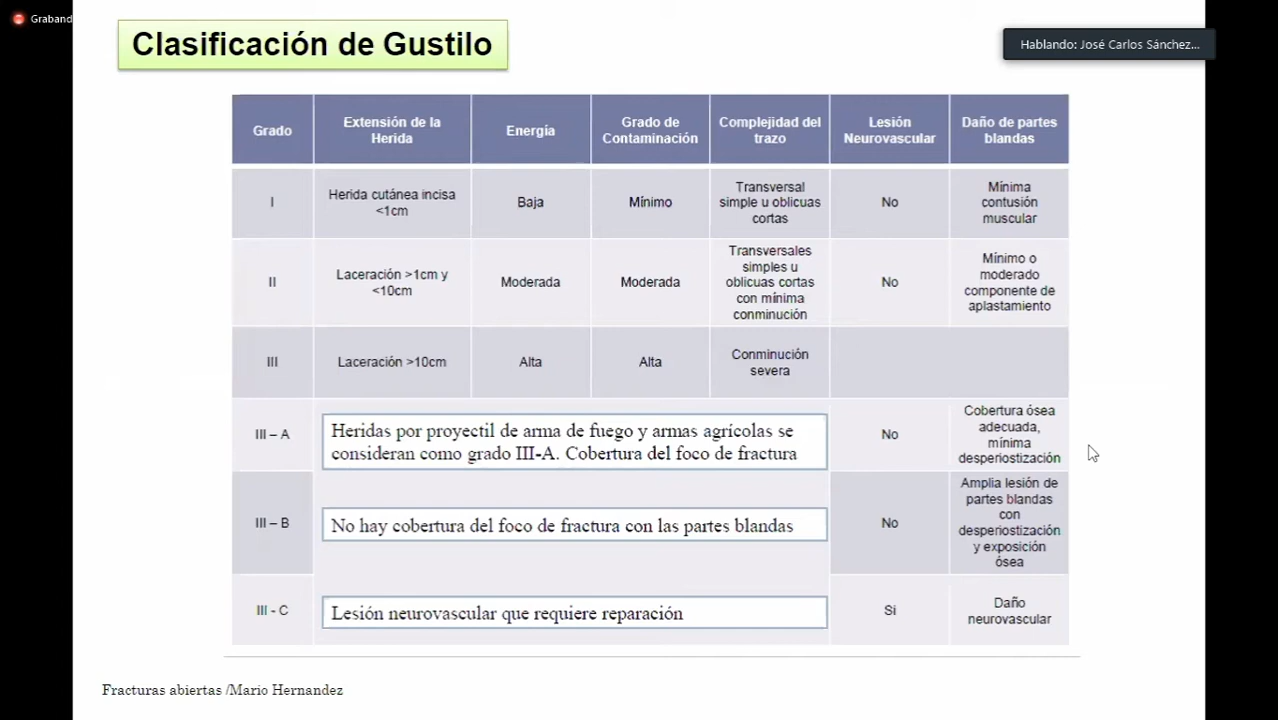 Graband
Clasificación de Gustilo
Hablando: José Carlos Sánchez...
Grado
Extensión de la
Herida
Energía
Grado de
Contaminación
Complejidad del
trazo
Lesión
Neurovascular
Daño de partes
blandas
I
Herida cutánea incisa
<1cm
Baja
Mínimo
Transversal
simple u oblicuas
cortas
No
Mínima
contusión
muscular
II
Laceración >1cm y
<10cm
Moderada
Moderada
Transversales
simples u
oblicuas cortas
con mínima
conminución
No
Mínimo o
moderado
componente de
aplastamiento
III
Laceración >10cm
Alta
Alta
Conminución
severa
III – A
Heridas por proyectil de arma de fuego y armas agrícolas se
consideran como grado III-A. Cobertura del foco de fractura
No
Cobertura ósea
adecuada,
mínima
desperiostización
III – B
No hay cobertura del foco de fractura con las partes blandas
No
Amplia lesión de
partes blandas
con
desperiostización
y exposición
ósea
III - C
Lesión neurovascular que requiere reparación
Si
Daño
neurovascular
Fracturas abiertas /Mario Hernandez